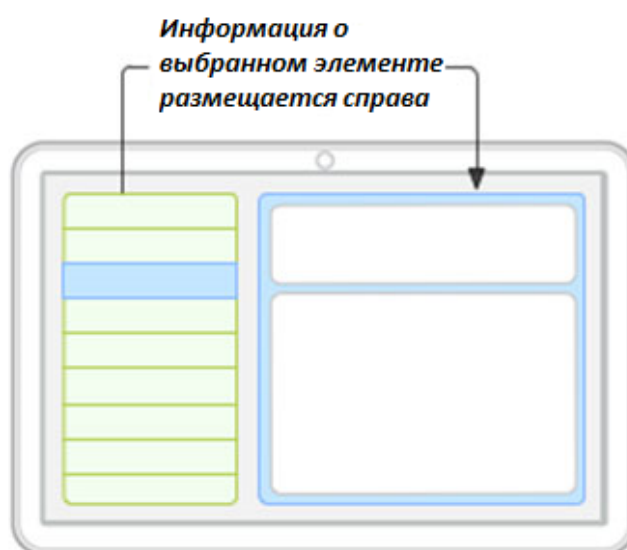 Информация о
выбранном элементе
размещается справа